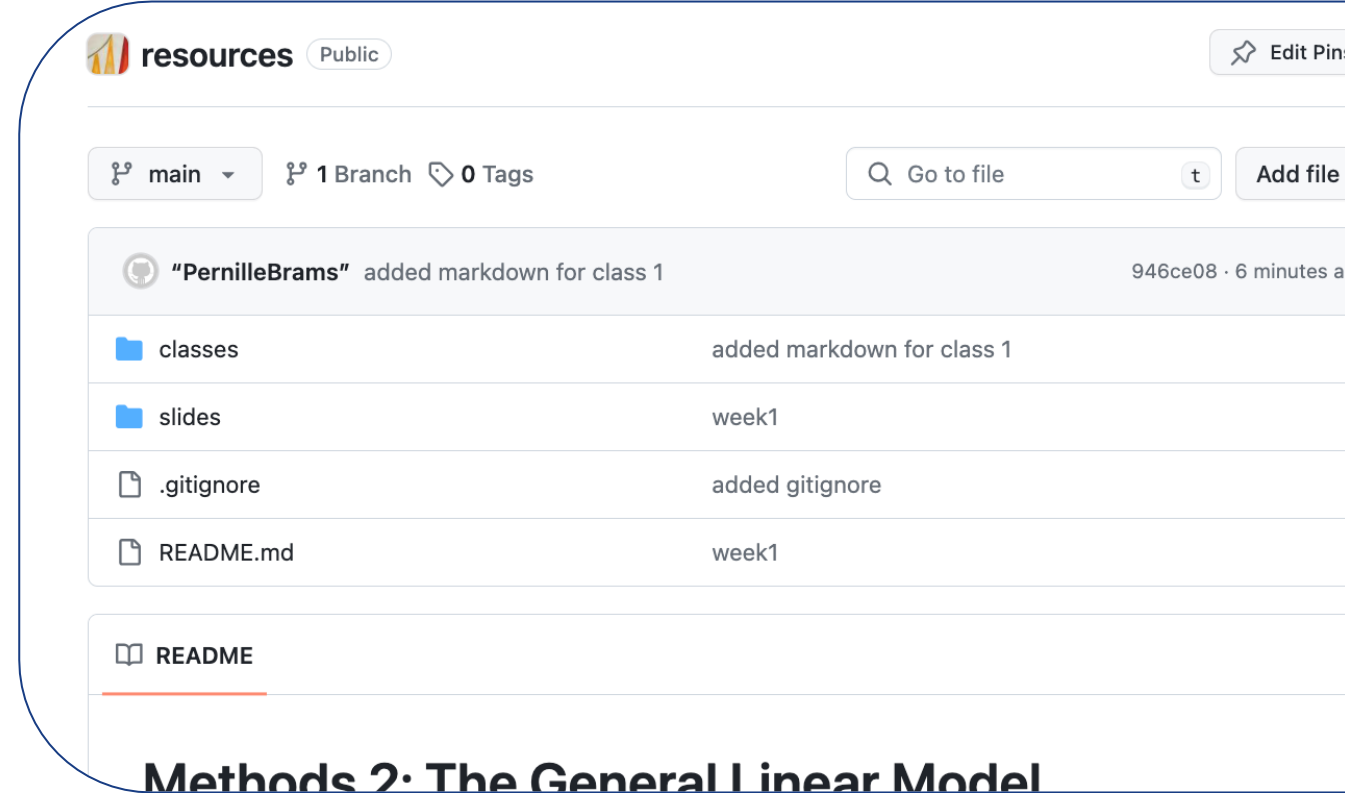 resources Public Edit Pin
main 1 Branch 0 Tags Go to file t Add file
“PernilleBrams” added markdown for class 1 946ce08 · 6 minutes a
classes added markdown for class 1
slides week1
.gitignore added gitignore
README.md week1
README
Methods 2: The General Linear Model